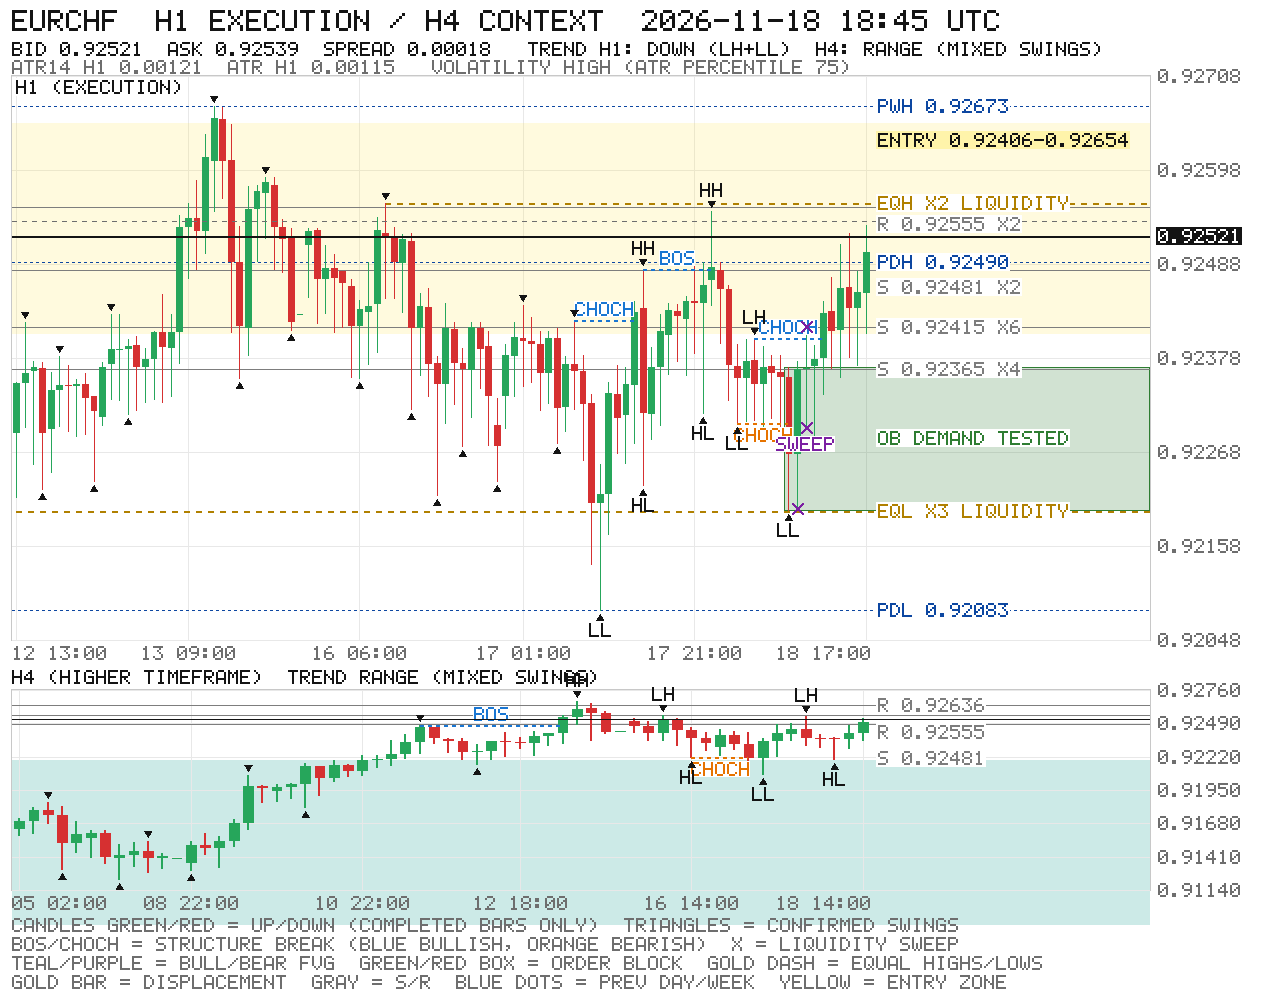 EURCHF  H1 EXECUTION / H4 CONTEXT  2026-11-18 18:45 UTC
BID 0.92521  ASK 0.92539  SPREAD 0.00018   TREND H1: DOWN (LH+LL)  H4: RANGE (MIXED SWINGS)
ATR14 H1 0.00121  ATR H1 0.00115   VOLATILITY HIGH (ATR PERCENTILE 75)
H1 (EXECUTION)
0.92708
PWH 0.92673
ENTRY 0.92406-0.92654
0.92598
HH
EQH X2 LIQUIDITY
R 0.92555 X2
0.92521
HH
BOS
PDH 0.92490
0.92488
S 0.92481 X2
CHOCH
LH
CHOCH
S 0.92415 X6
0.92378
S 0.92365 X4
HL
CHOCH
LL
SWEEP
OB DEMAND TESTED
0.92268
HL
EQL X3 LIQUIDITY
LL
0.92158
PDL 0.92083
LL
0.92048
12 13:00  13 09:00  16 06:00  17 01:00  17 21:00  18 17:00
H4 (HIGHER TIMEFRAME)  TREND RANGE (MIXED SWINGS)
HH
0.92760
LH
LH
R 0.92636
BOS
0.92490
R 0.92555
0.92220
S 0.92481
HL
CHOCH
HL
LL
0.91950
0.91680
0.91410
0.91140
05 02:00  08 22:00  10 22:00  12 18:00  16 14:00  18 14:00
CANDLES GREEN/RED = UP/DOWN (COMPLETED BARS ONLY)  TRIANGLES = CONFIRMED SWINGS
BOS/CHOCH = STRUCTURE BREAK (BLUE BULLISH, ORANGE BEARISH)  X = LIQUIDITY SWEEP
TEAL/PURPLE = BULL/BEAR FVG  GREEN/RED BOX = ORDER BLOCK  GOLD DASH = EQUAL HIGHS/LOWS
GOLD BAR = DISPLACEMENT  GRAY = S/R  BLUE DOTS = PREV DAY/WEEK  YELLOW = ENTRY ZONE